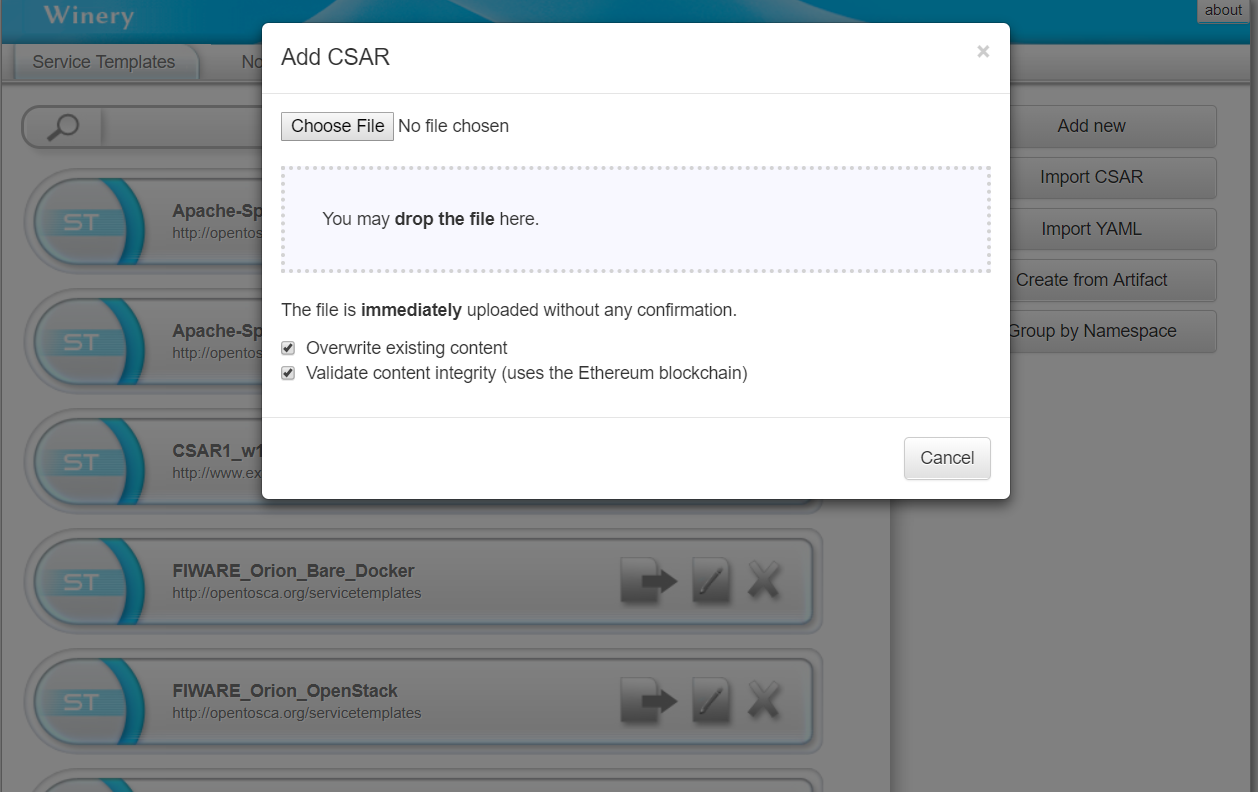 Winery
about
Service Templates
No
Add CSAR
×
Choose File No file chosen
You may drop the file here.
The file is immediately uploaded without any confirmation.
Overwrite existing content
Validate content integrity (uses the Ethereum blockchain)
Cancel
Add new
Import CSAR
Import YAML
Create from Artifact
Group by Namespace
ST
Apache-Sp
http://opentos
ST
Apache-Sp
http://opentos
ST
CSAR1_w1
http://www.ex
ST
FIWARE_Orion_Bare_Docker
http://opentosca.org/servicetemplates
ST
FIWARE_Orion_OpenStack
http://opentosca.org/servicetemplates